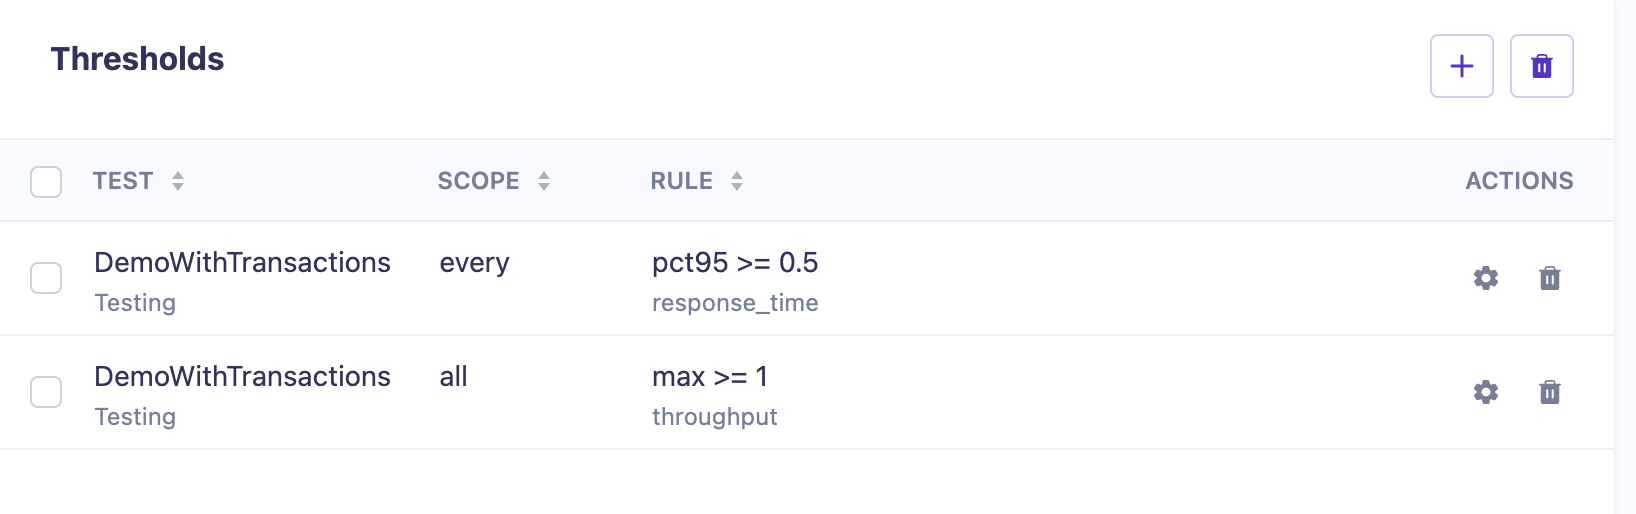 Thresholds
TEST SCOPE RULE ACTIONS
DemoWithTransactions every pct95 >= 0.5
Testing response_time
DemoWithTransactions all max >= 1
Testing throughput